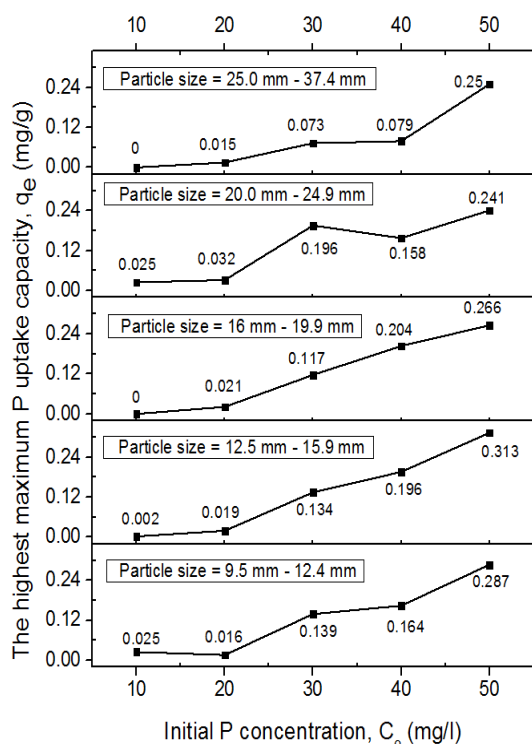 10 20 30 40 50
Particle size = 25.0 mm - 37.4 mm
0.24
0.12
0.00
0 0.015 0.073 0.079 0.25
Particle size = 20.0 mm - 24.9 mm
0.24
0.12
0.00
0.025 0.032 0.196 0.158 0.241
Particle size = 16 mm - 19.9 mm
0.24
0.12
0.00
0 0.021 0.117 0.204 0.266
Particle size = 12.5 mm - 15.9 mm
0.24
0.12
0.00
0.002 0.019 0.134 0.196 0.313
Particle size = 9.5 mm - 12.4 mm
0.24
0.12
0.00
0.025 0.016 0.139 0.164 0.287
10 20 30 40 50
The highest maximum P uptake capacity, qe (mg/g)
Initial P concentration, Co (mg/l)